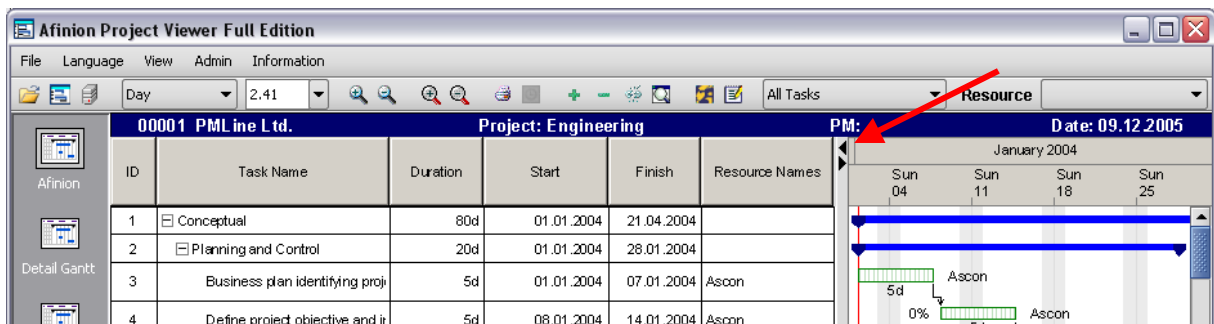 Afinion Project Viewer Full Edition
File Language View Admin Information
Day 2.41 All Tasks Resource
00001 PMLine Ltd. Project: Engineering PM: Date: 09.12.2005
Afinion
ID Task Name Duration Start Finish Resource Names
January 2004
Sun Sun Sun Sun
04 11 18 25
1 Conceptual 80d 01.01.2004 21.04.2004
2 Planning and Control 20d 01.01.2004 28.01.2004
Detail Gantt
3 Business plan identifying proj 5d 01.01.2004 07.01.2004 Ascon
Ascon
5d
4 Define project objective and ir 5d 08.01.2004 14.01.2004 Ascon
0% Ascon